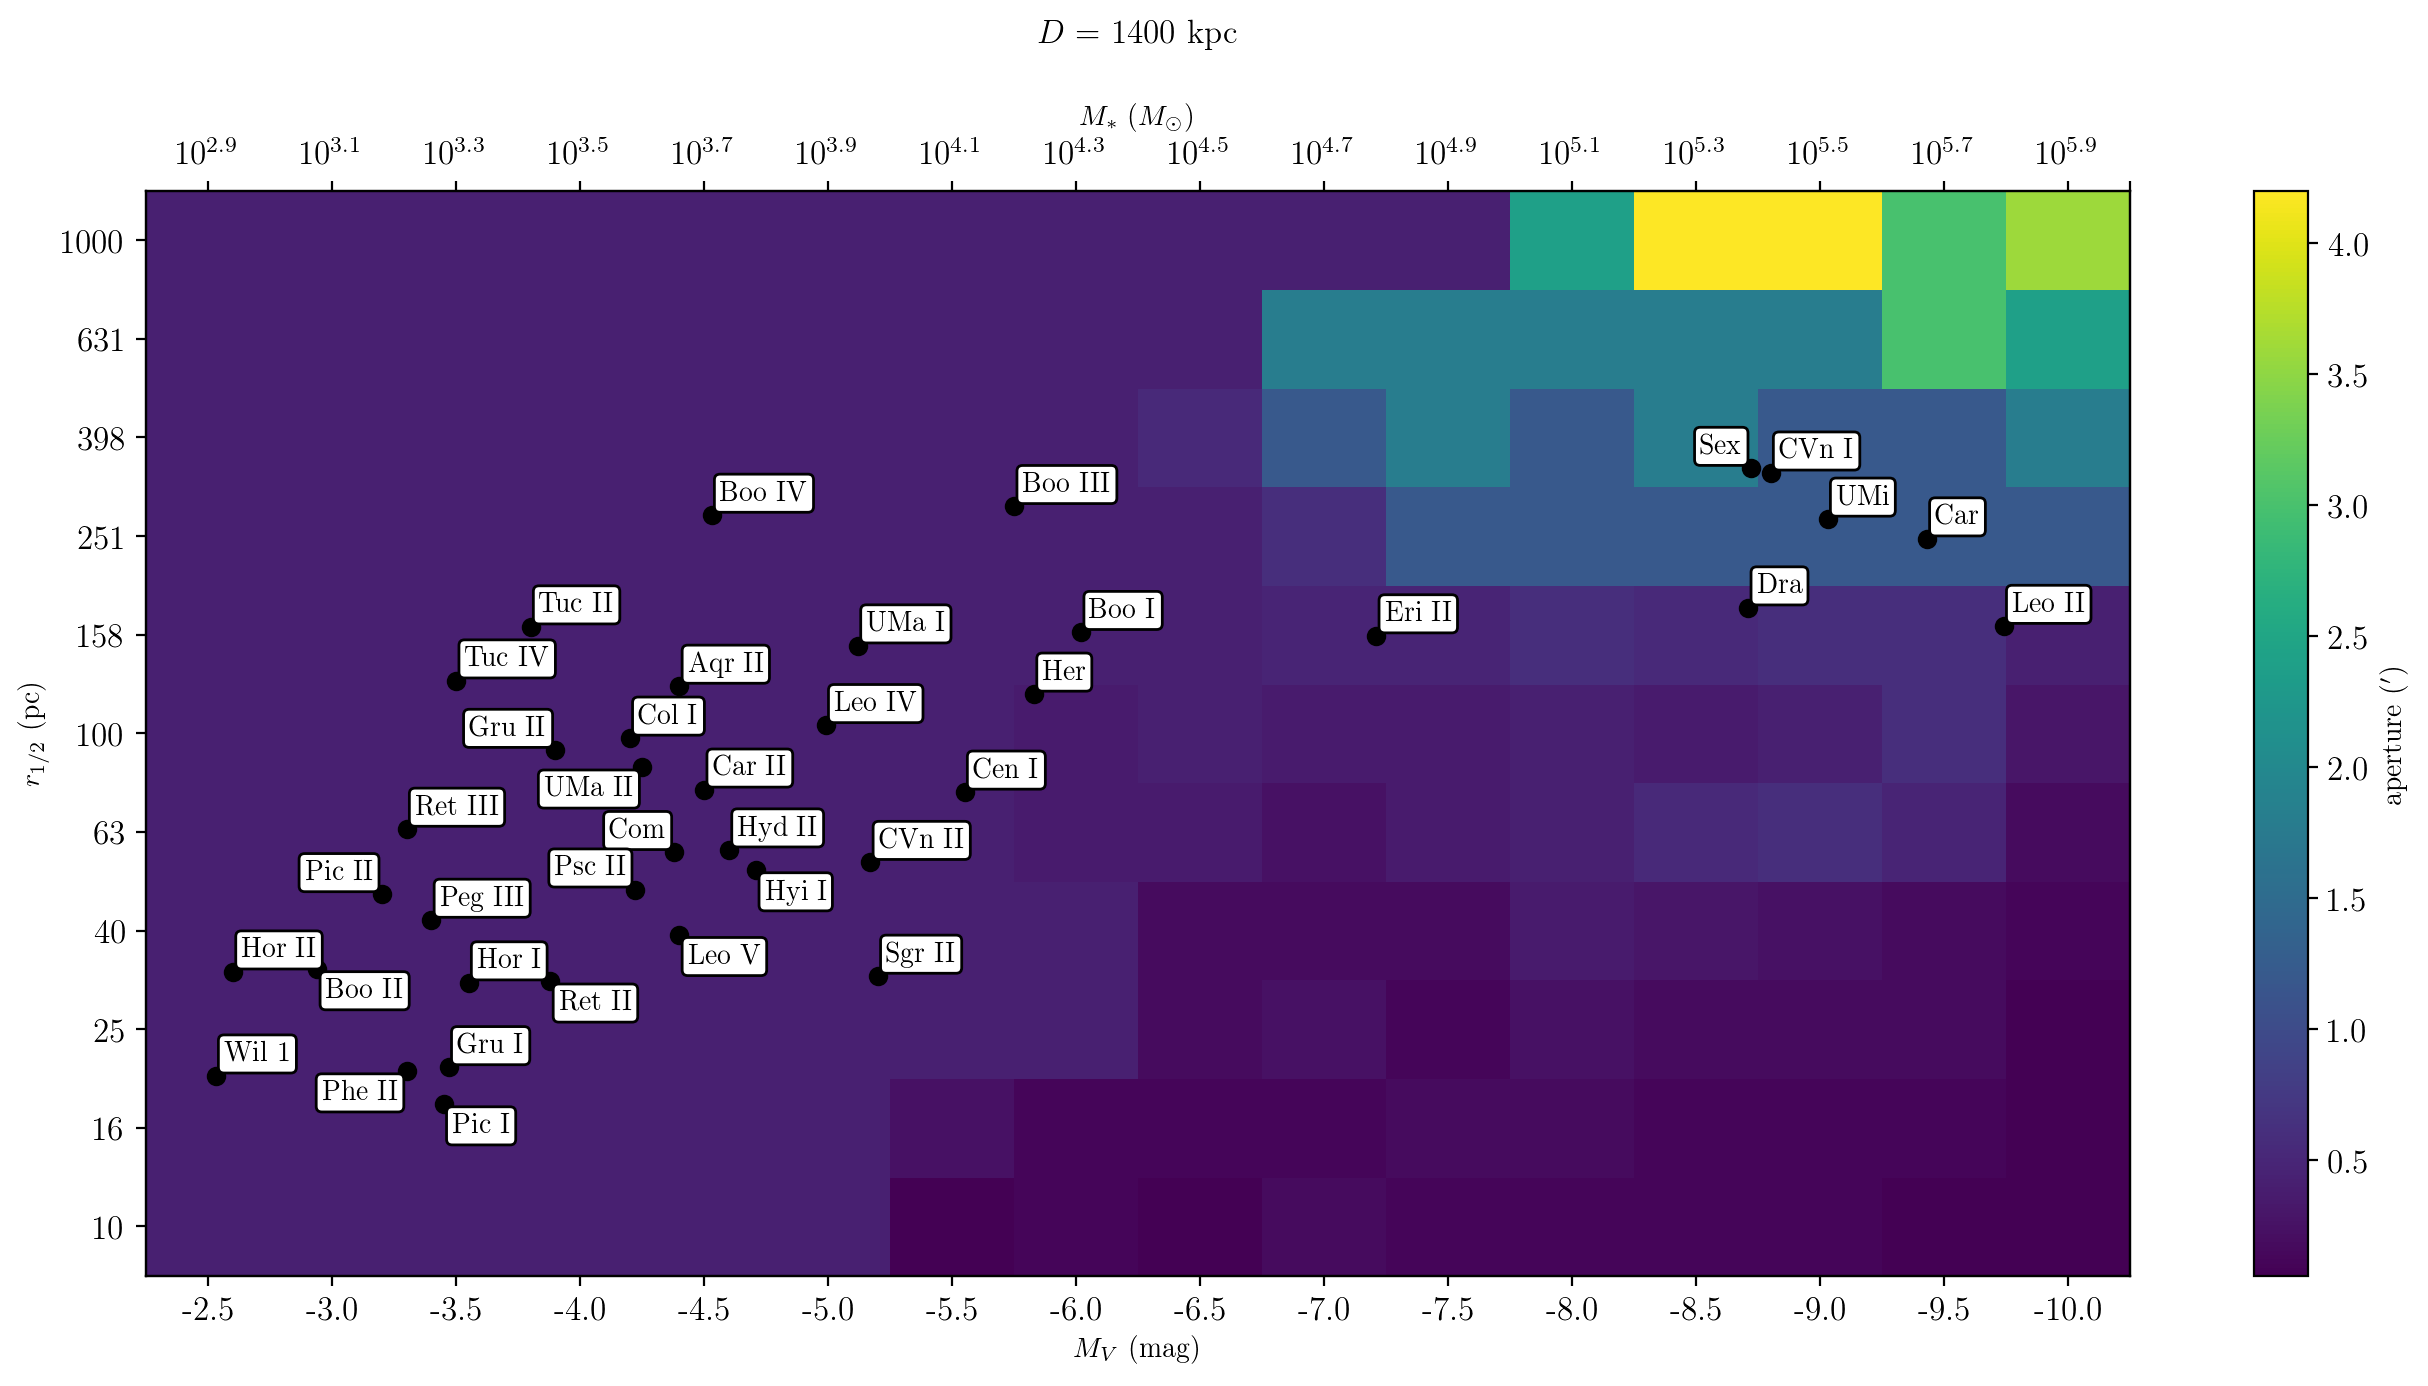 D = 1400 kpc
M* (M⊙)
10^2.9 10^3.1 10^3.3 10^3.5 10^3.7 10^3.9 10^4.1 10^4.3 10^4.5 10^4.7 10^4.9 10^5.1 10^5.3 10^5.5 10^5.7 10^5.9
1000
631
398
251
158
100
63
40
25
16
10
r1/2 (pc)
Sex
CVn I
Boo IV
Boo III
UMi
Car
Tuc II
UMa I
Boo I
Eri II
Dra
Leo II
Tuc IV
Aqr II
Her
Gru II
Col I
Leo IV
UMa II
Car II
Cen I
Ret III
Com
Hyd II
CVn II
Pic II
Psc II
Peg III
Hyi I
Hor II
Hor I
Leo V
Sgr II
Boo II
Ret II
Wil 1
Gru I
Phe II
Pic I
-2.5 -3.0 -3.5 -4.0 -4.5 -5.0 -5.5 -6.0 -6.5 -7.0 -7.5 -8.0 -8.5 -9.0 -9.5 -10.0
MV (mag)
4.0
3.5
3.0
2.5
2.0
1.5
1.0
0.5
aperture (′)